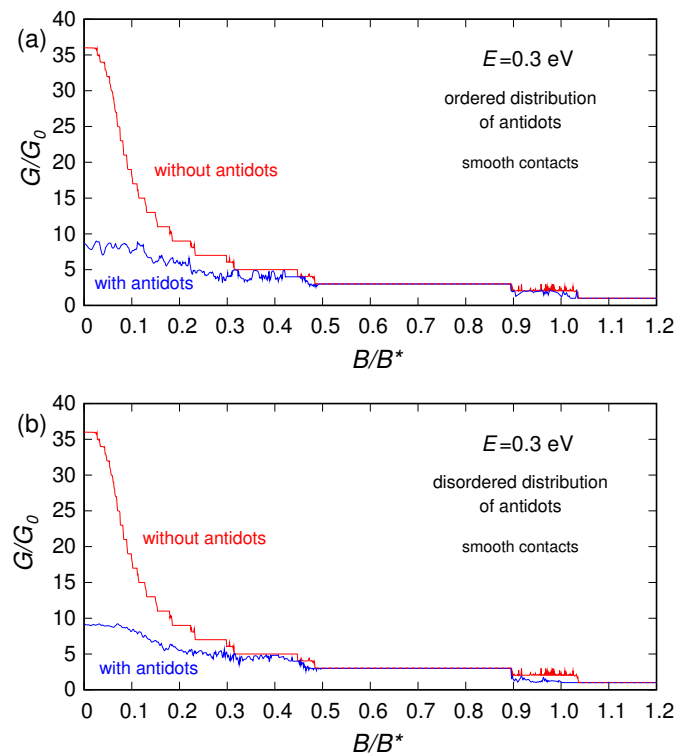 (a)
40
35
30
25
20
15
10
5
0
G/G0
E=0.3 eV
ordered distribution
of antidots
smooth contacts
without antidots
with antidots
0 0.1 0.2 0.3 0.4 0.5 0.6 0.7 0.8 0.9 1.0 1.1 1.2
B/B*
(b)
40
35
30
25
20
15
10
5
0
G/G0
E=0.3 eV
disordered distribution
of antidots
smooth contacts
without antidots
with antidots
0 0.1 0.2 0.3 0.4 0.5 0.6 0.7 0.8 0.9 1.0 1.1 1.2
B/B*